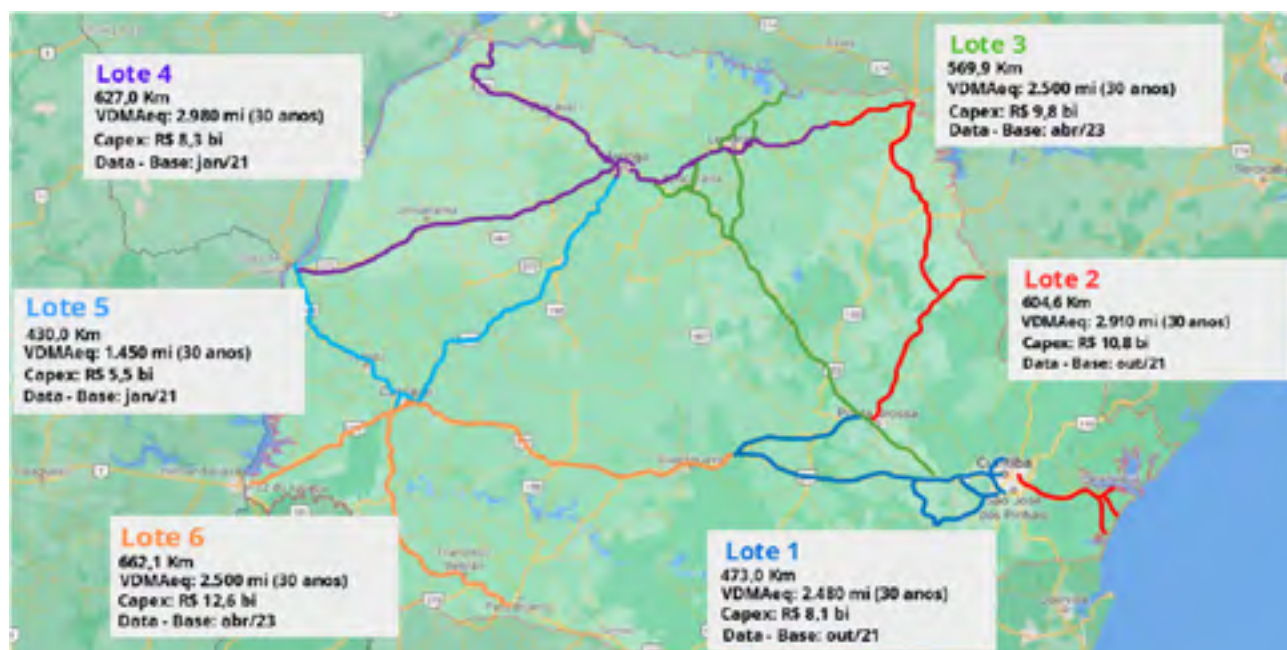 Lote 4
627,0 Km
VDMAeq: 2.980 mi (30 anos)
Capex: R$ 8,3 bi
Data - Base: jan/21
Lote 3
569,9 Km
VDMAeq: 2.500 mi (30 anos)
Capex: R$ 9,8 bi
Data - Base: abr/23
Lote 5
430,0 Km
VDMAeq: 1.450 mi (30 anos)
Capex: R$ 5,5 bi
Data - Base: jan/21
Lote 2
604,6 Km
VDMAeq: 2.910 mi (30 anos)
Capex: R$ 10,8 bi
Data - Base: out/21
Ponta Grossa
Curitiba
São José
dos Pinhais
Lote 6
662,1 Km
VDMAeq: 2.500 mi (30 anos)
Capex: R$ 12,6 bi
Data - Base: abr/23
Lote 1
473,0 Km
VDMAeq: 2.480 mi (30 anos)
Capex: R$ 8,1 bi
Data - Base: out/21